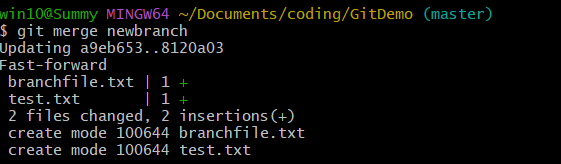 win10@Summy MINGW64 ~/Documents/coding/GitDemo (master)
$ git merge newbranch
Updating a9eb653..8120a03
Fast-forward
 branchfile.txt | 1 +
 test.txt       | 1 +
 2 files changed, 2 insertions(+)
 create mode 100644 branchfile.txt
 create mode 100644 test.txt